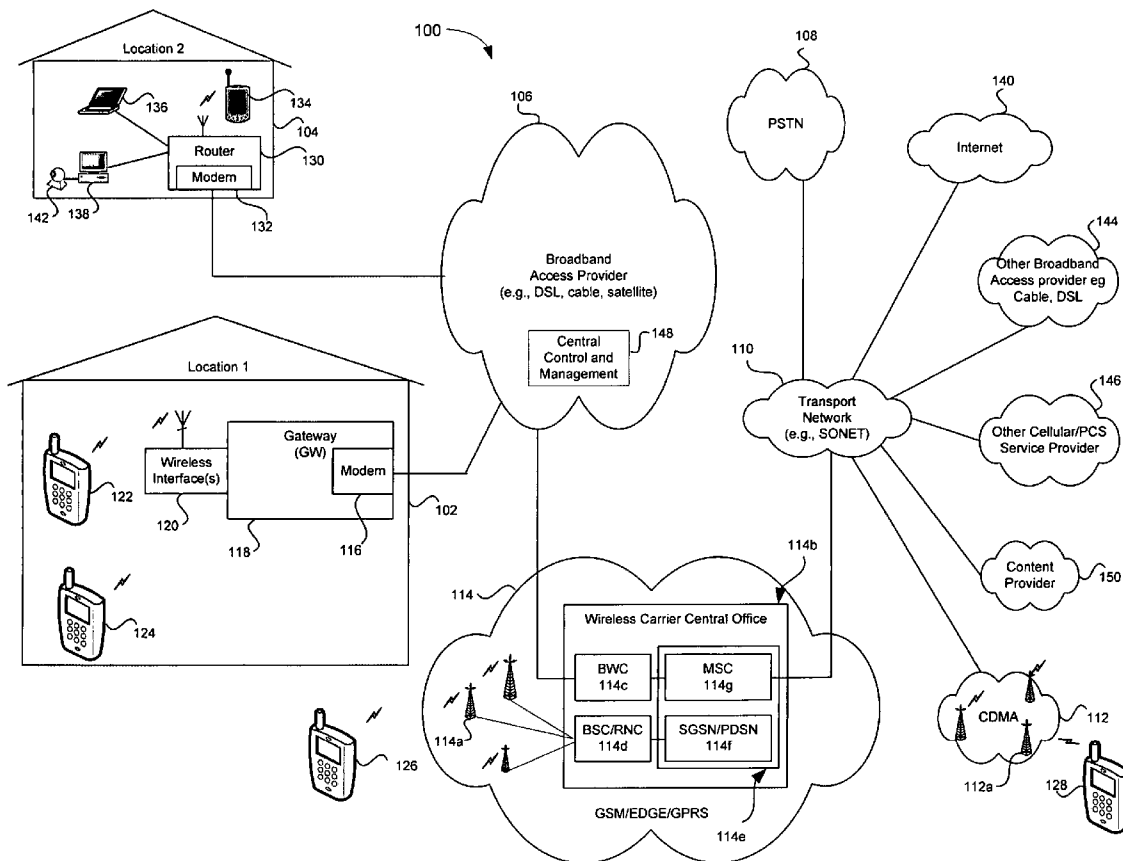 100
108
PSTN
140
Internet
Location 2
136
134
104
Router
130
Modem
142
138
132
106
Broadband
Access Provider
(e.g., DSL, cable, satellite)
Central
Control and
Management
148
144
Other Broadband
Access provider eg
Cable, DSL
110
Transport
Network
(e.g., SONET)
146
Other Cellular/PCS
Service Provider
Location 1
Gateway
(GW)
Modem
Wireless
Interface(s)
122
120
118
116
102
124
126
Content
Provider
150
114
114b
Wireless Carrier Central Office
BWC
114c
MSC
114g
BSC/RNC
114d
SGSN/PDSN
114f
114a
GSM/EDGE/GPRS
114e
CDMA
112
112a
128